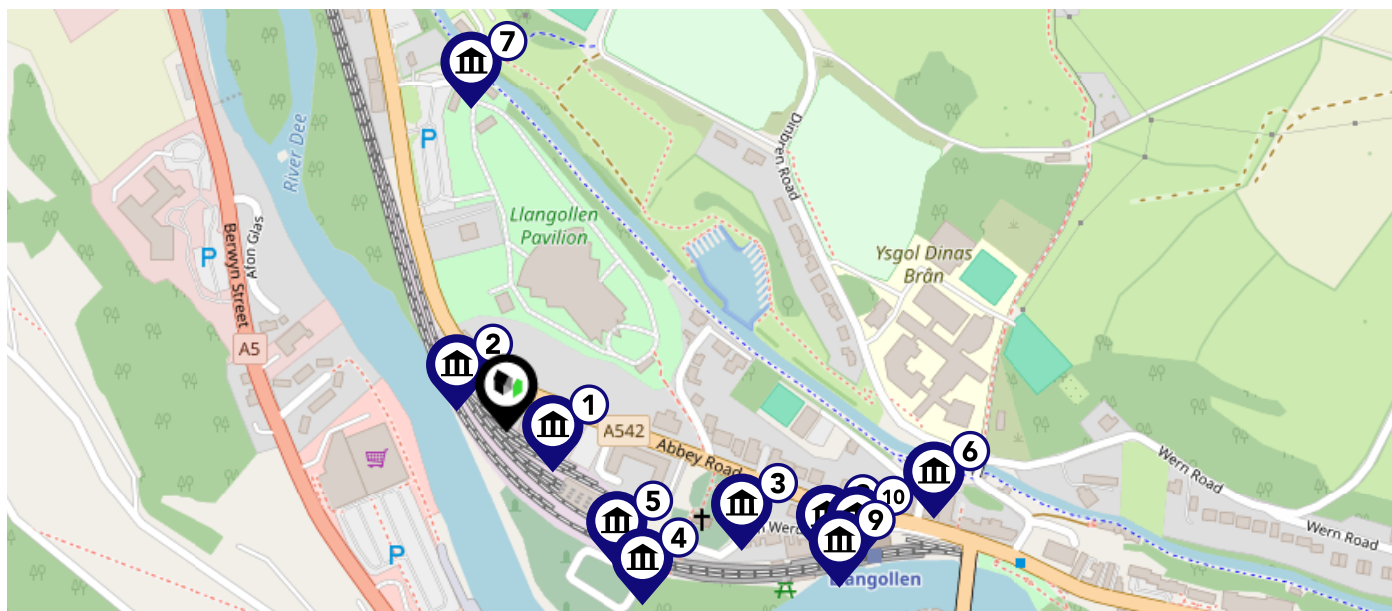 7
River Dee
P
Dinbren Road
Llangollen
Pavilion
Afon Glas
Berwyn Street
P
Ysgol Dinas
Brân
A5
2
1
A542
Abbey Road
6
Wern Road
3
10
5
9
4
Wern Road
P
Llangollen